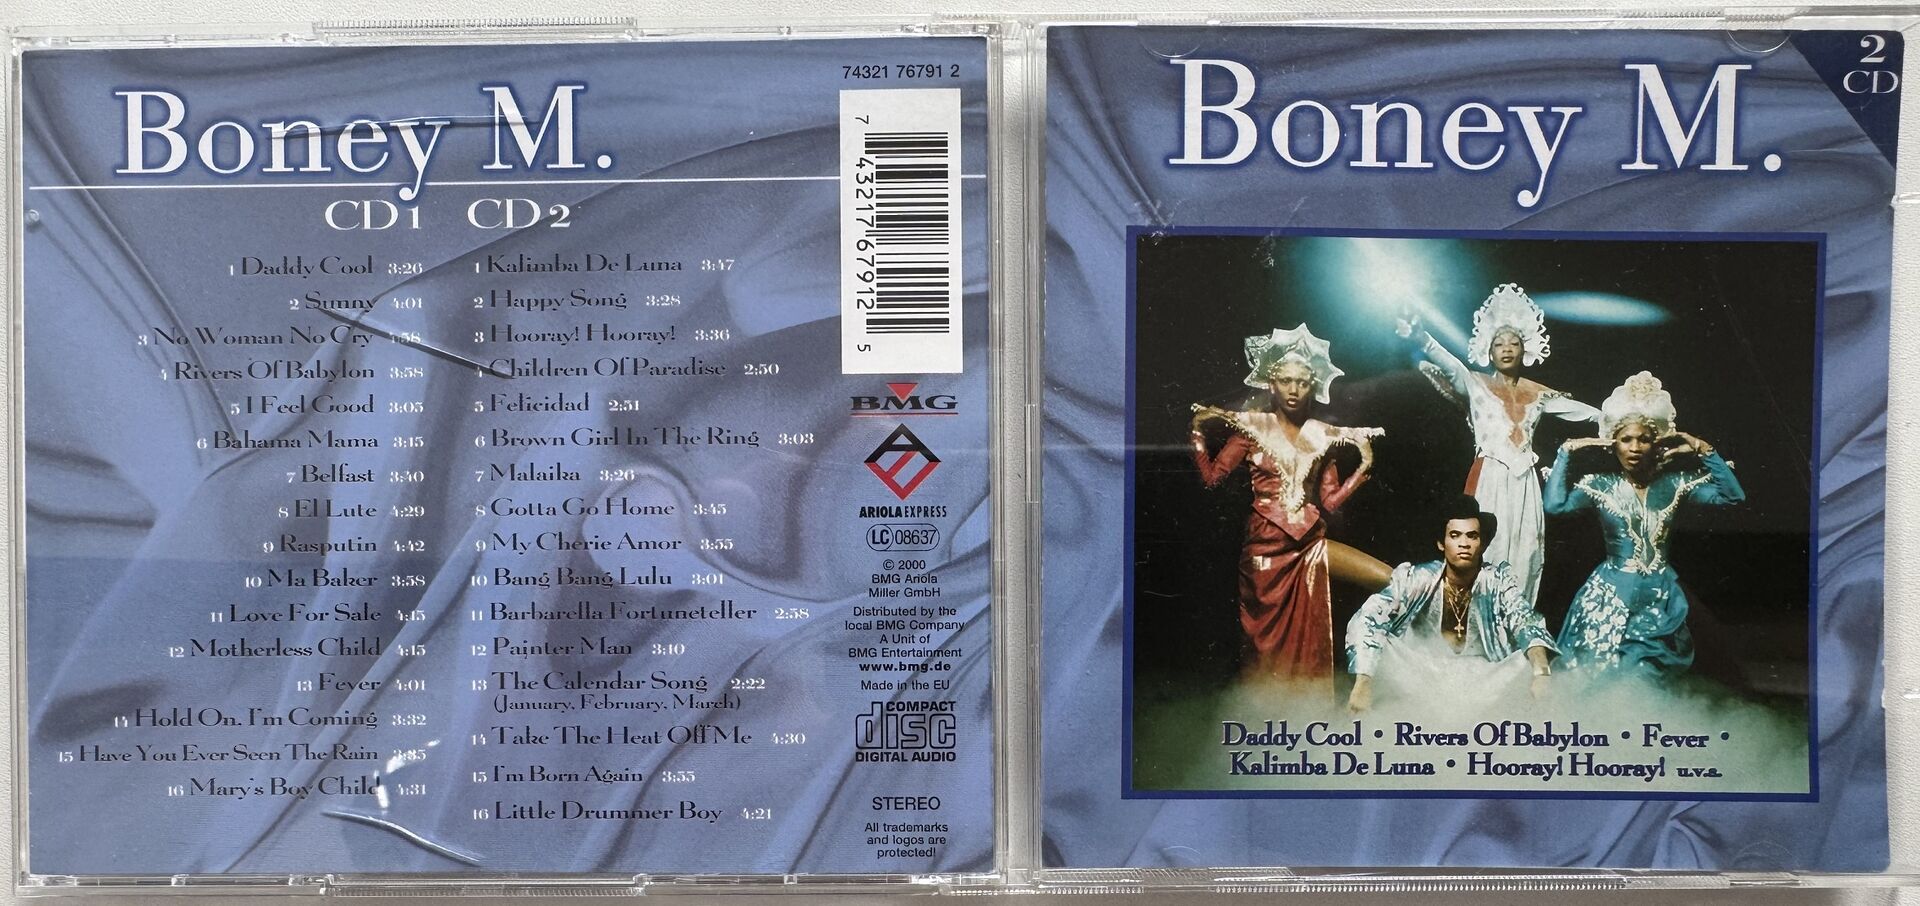 Boney M.
CD 1
1 Daddy Cool 3:26
2 Sunny 4:01
3 No Woman No Cry 4:58
4 Rivers Of Babylon 3:58
5 I Feel Good 3:05
6 Bahama Mama 3:15
7 Belfast 3:40
8 El Lute 4:29
9 Rasputin 4:42
10 Ma Baker 3:58
11 Love For Sale 4:15
12 Motherless Child 4:15
13 Fever 4:01
14 Hold On. I'm Coming 3:32
15 Have You Ever Seen The Rain 3:35
16 Mary's Boy Child 4:31
CD 2
1 Kalimba De Luna 3:47
2 Happy Song 3:28
3 Hooray! Hooray! 3:36
4 Children Of Paradise 2:50
5 Felicidad 2:51
6 Brown Girl In The Ring 3:03
7 Malaika 3:26
8 Gotta Go Home 3:45
9 My Cherie Amor 3:55
10 Bang Bang Lulu 3:01
11 Barbarella Fortuneteller 2:58
12 Painter Man 3:10
13 The Calendar Song 2:22
(January, February, March)
14 Take The Heat Off Me 4:30
15 I'm Born Again 3:55
16 Little Drummer Boy 4:21
74321 76791 2
7 43217 67912 5
BMG
AE
ARIOLA EXPRESS
LC 08637
© 2000
BMG Ariola
Miller GmbH
Distributed by the
local BMG Company
A Unit of
BMG Entertainment
www.bmg.de
Made in the EU
COMPACT
disc
DIGITAL AUDIO
STEREO
All trademarks
and logos are
protected!
2
CD
Boney M.
Daddy Cool • Rivers Of Babylon • Fever •
Kalimba De Luna • Hooray! Hooray! u.v.a.